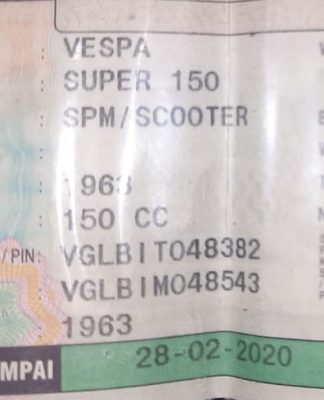 : VESPA
: SUPER 150
: SPM/SCOOTER
: 1963
: 150 CC
/PIN: VGLBIT048382
VGLBIM048543
: 1963
MPAI 28-02-2020